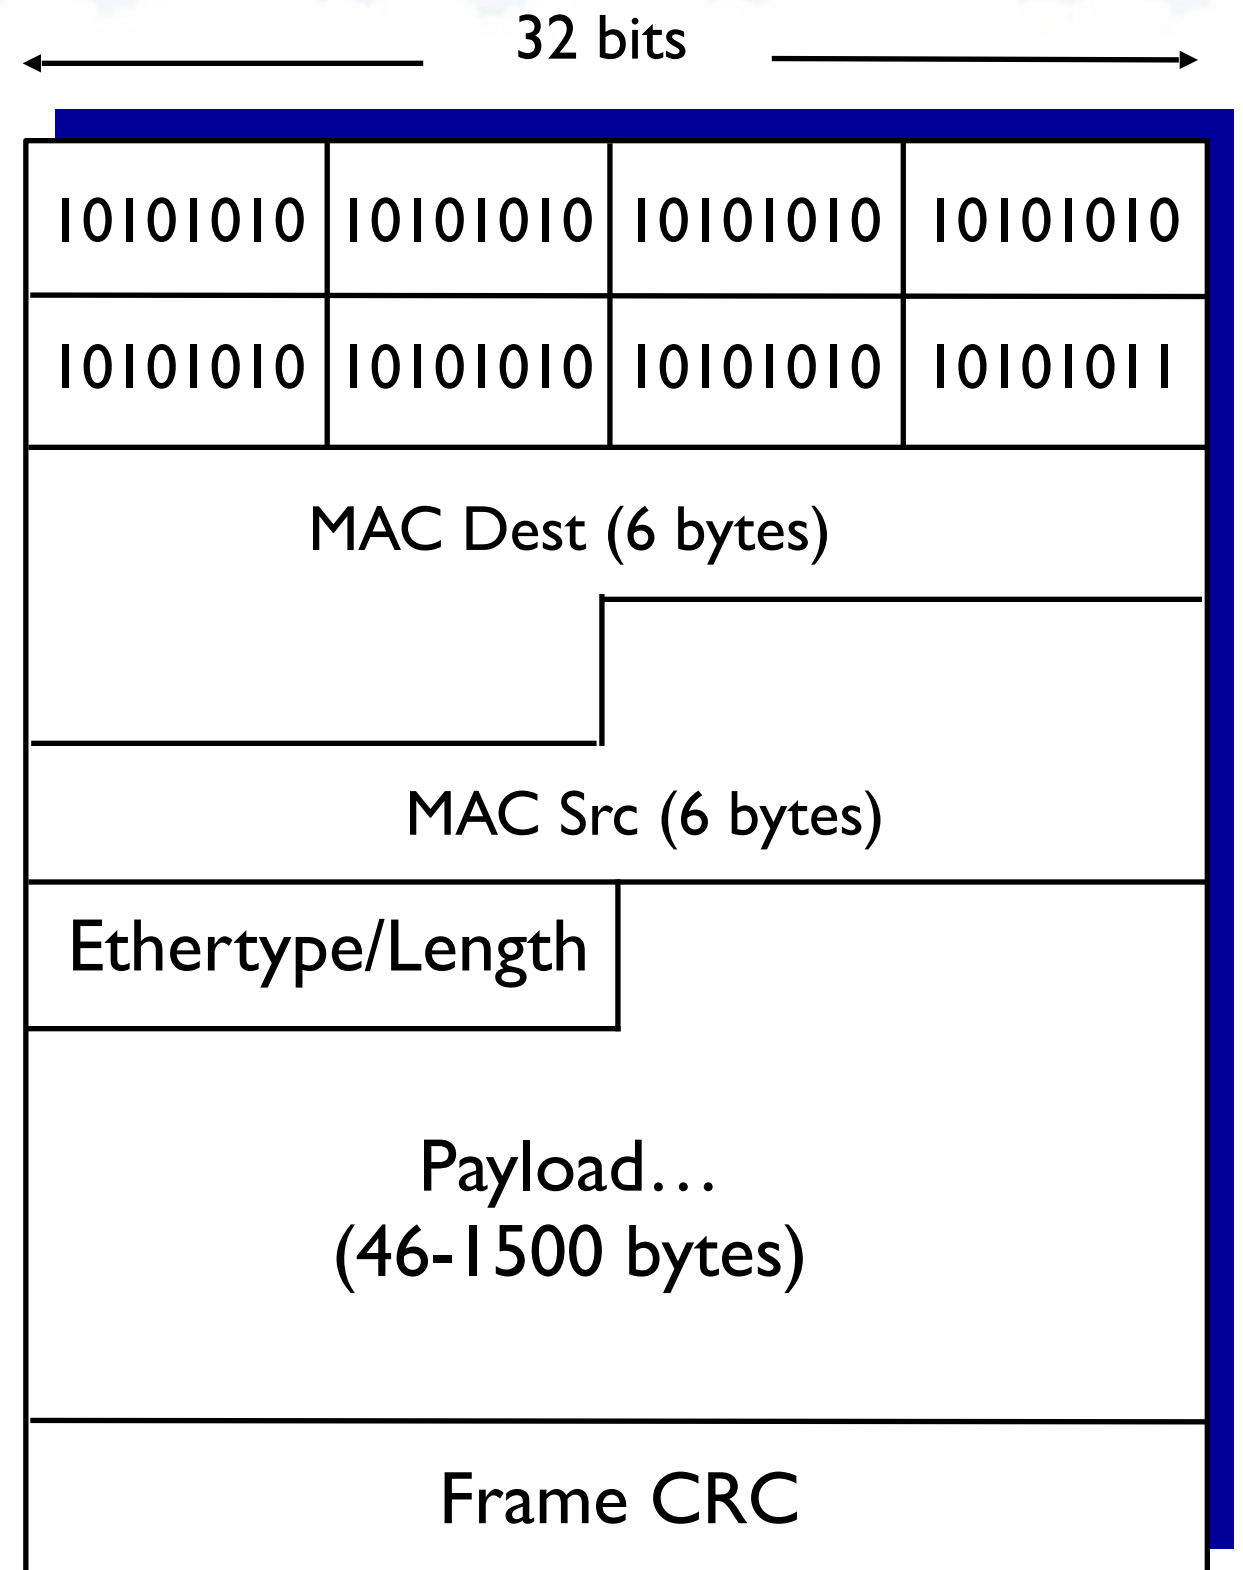 32 bits
10101010 10101010 10101010 10101010
10101010 10101010 10101010 10101011
MAC Dest (6 bytes)
MAC Src (6 bytes)
Ethertype/Length
Payload…
(46-1500 bytes)
Frame CRC